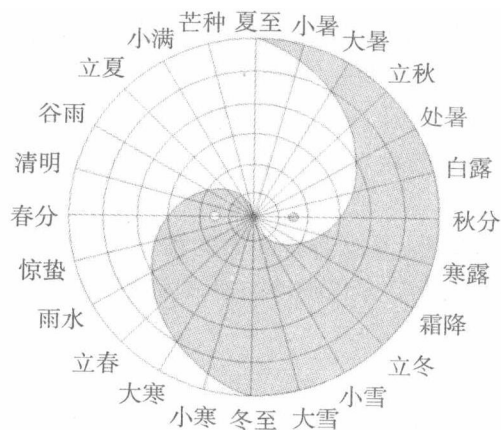 夏至
小暑
大暑
立秋
处暑
白露
秋分
寒露
霜降
立冬
小雪
大雪
冬至
小寒
大寒
立春
雨水
惊蛰
春分
清明
谷雨
立夏
小满
芒种